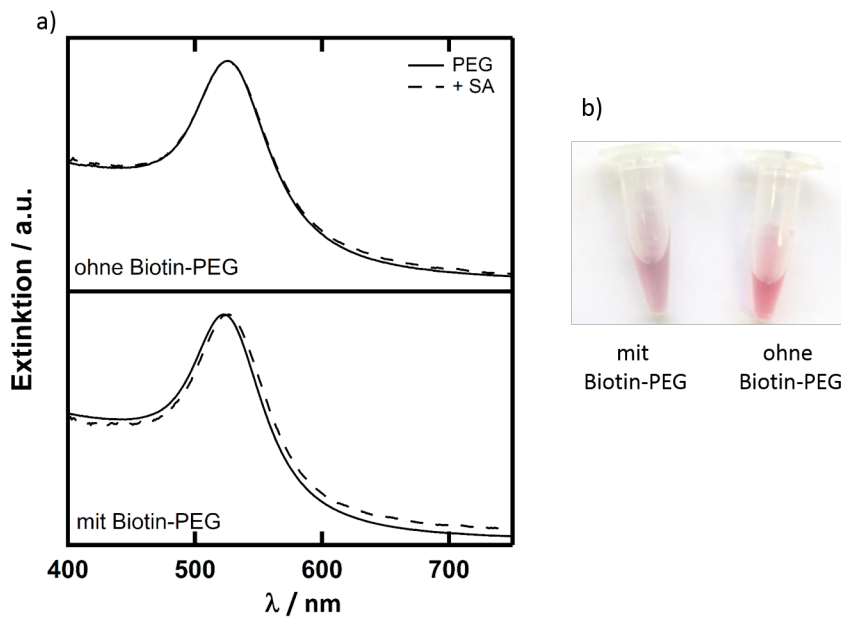 a)
PEG
+ SA
ohne Biotin-PEG
mit Biotin-PEG
Extinktion / a.u.
400 500 600 700
λ / nm
b)
mit
Biotin-PEG
ohne
Biotin-PEG